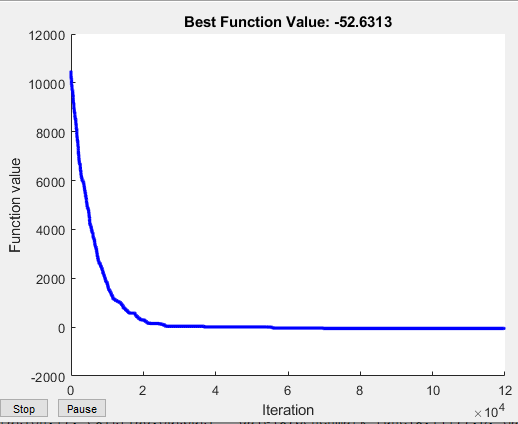 Best Function Value: -52.6313
12000
10000
8000
6000
4000
2000
0
-2000
Function value
0 2 4 6 8 10 12
Iteration
×10⁴
Stop Pause